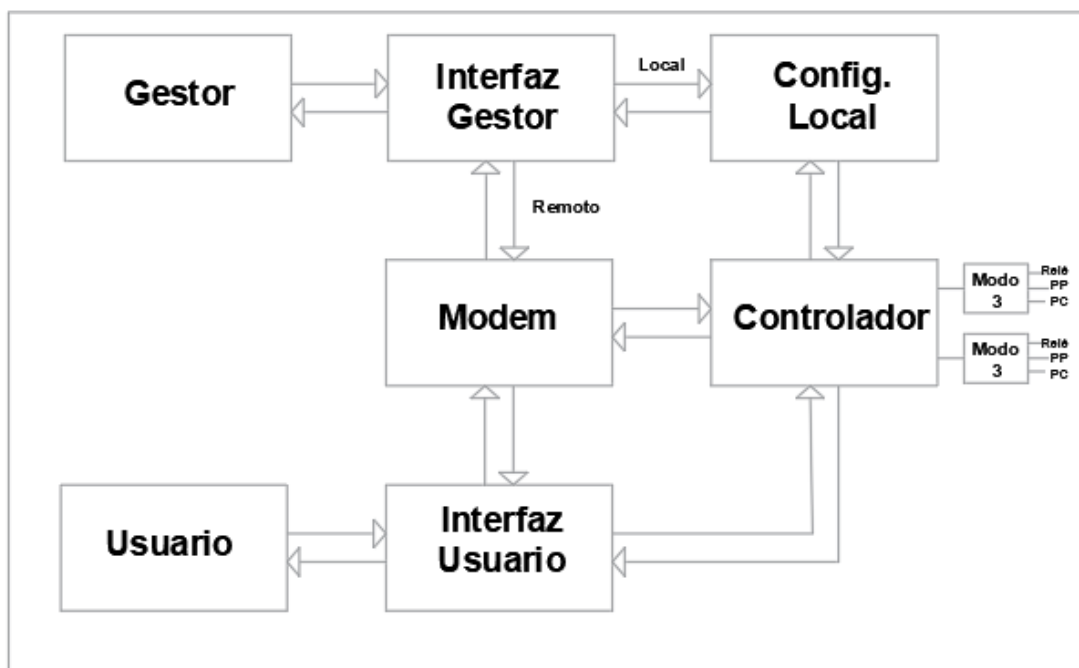 Gestor
Interfaz
Gestor
Local
Config.
Local
Remoto
Modem
Controlador
Modo
3
Relé
PP
PC
Modo
3
Relé
PP
PC
Usuario
Interfaz
Usuario